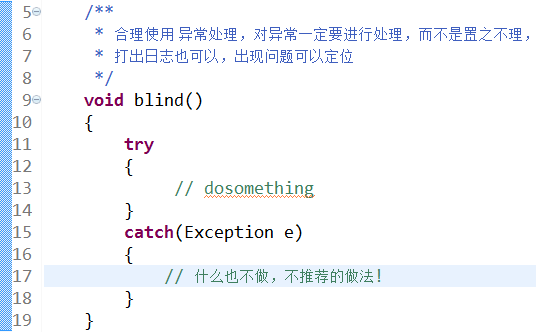 5 /**
6  * 合理使用 异常处理，对异常一定要进行处理，而不是置之不理，
7  * 打出日志也可以，出现问题可以定位
8  */
9 void blind()
10 {
11     try
12     {
13          // dosomething
14     }
15     catch(Exception e)
16     {
17         // 什么也不做，不推荐的做法！
18     }
19 }